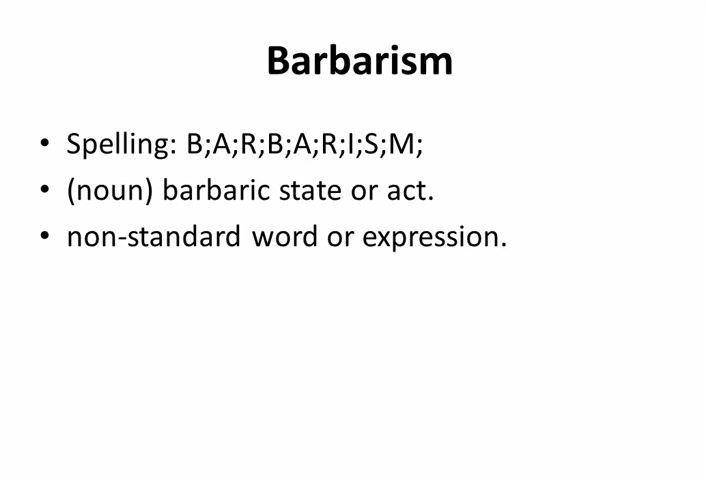 Barbarism
• Spelling: B;A;R;B;A;R;I;S;M;
• (noun) barbaric state or act.
• non-standard word or expression.